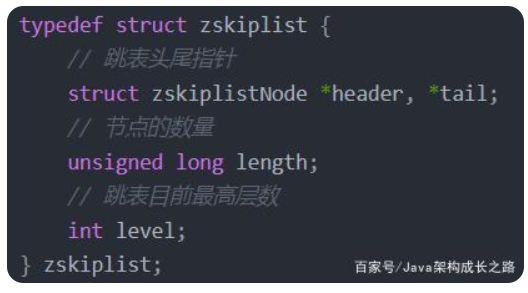 typedef struct zskiplist {
// 跳表头尾指针
struct zskiplistNode *header, *tail;
// 节点的数量
unsigned long length;
// 跳表目前最高层数
int level;
} zskiplist;
百家号/Java架构成长之路